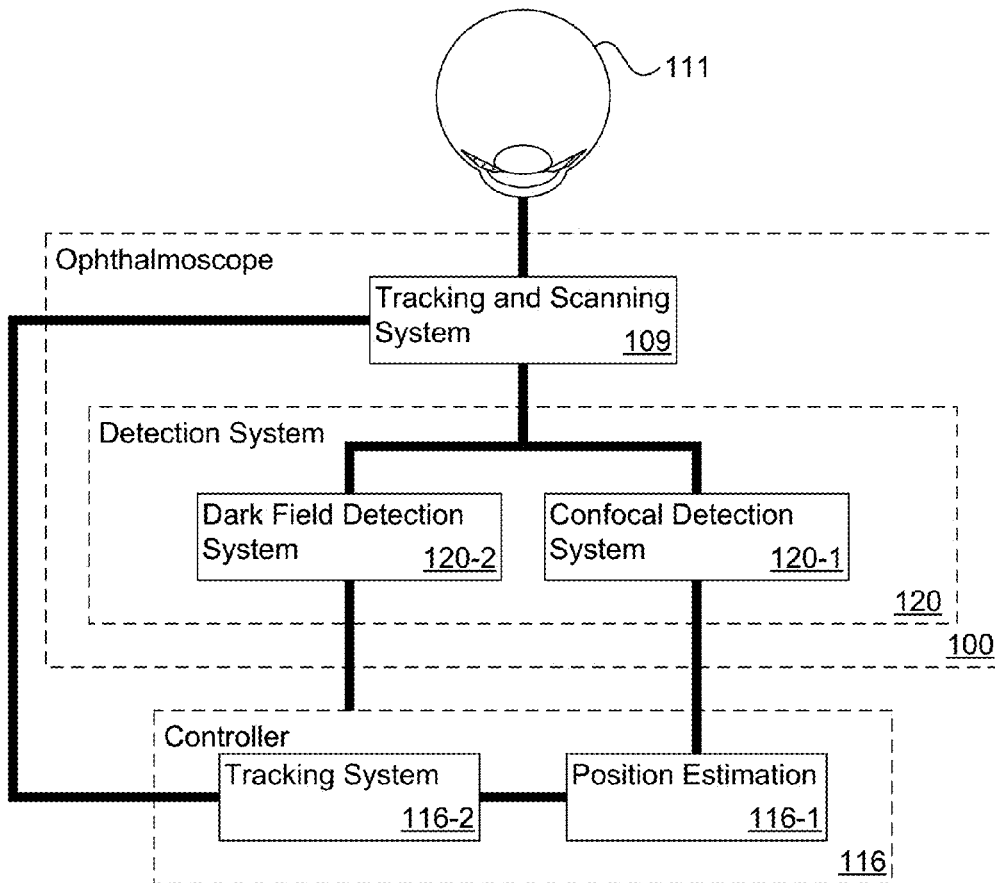 111
Ophthalmoscope
Tracking and Scanning
System
109
Detection System
Dark Field Detection
System
120-2
Confocal Detection
System
120-1
120
100
Controller
Tracking System
116-2
Position Estimation
116-1
116